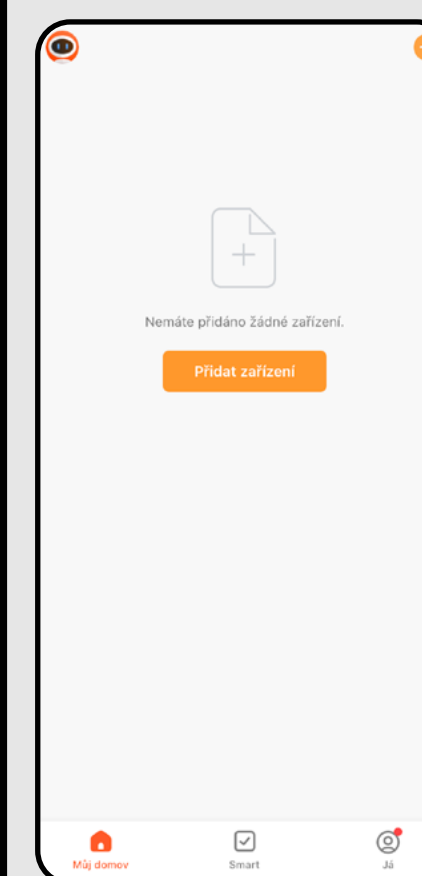 Nemáte přidáno žádné zařízení.
Přidat zařízení
Můj domov
Smart
Já